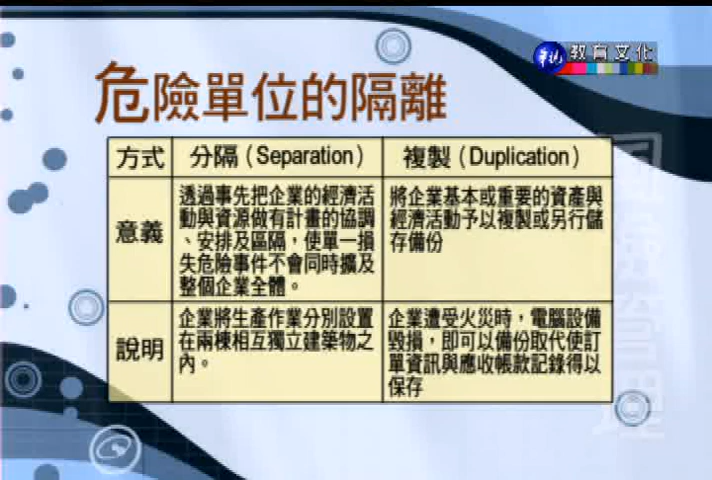 華視 教育文化
危險單位的隔離
方式
分隔（Separation）
複製（Duplication）
意義
透過事先把企業的經濟活
動與資源做有計畫的協調
、安排及區隔，使單一損
失危險事件不會同時擴及
整個企業全體。
將企業基本或重要的資產與
經濟活動予以複製或另行儲
存備份
說明
企業將生產作業分別設置
在兩棟相互獨立建築物之
內。
企業遭受火災時，電腦設備
毀損，即可以備份取代使訂
單資訊與應收帳款記錄得以
保存